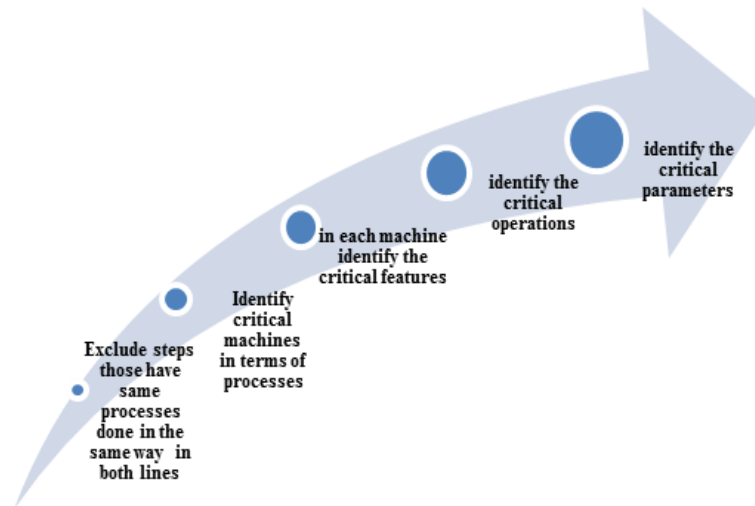 Exclude steps
those have
same
processes
done in the
same way in
both lines
Identify
critical
machines
in terms of
processes
in each machine
identify the
critical features
identify the
critical
operations
identify the
critical
parameters